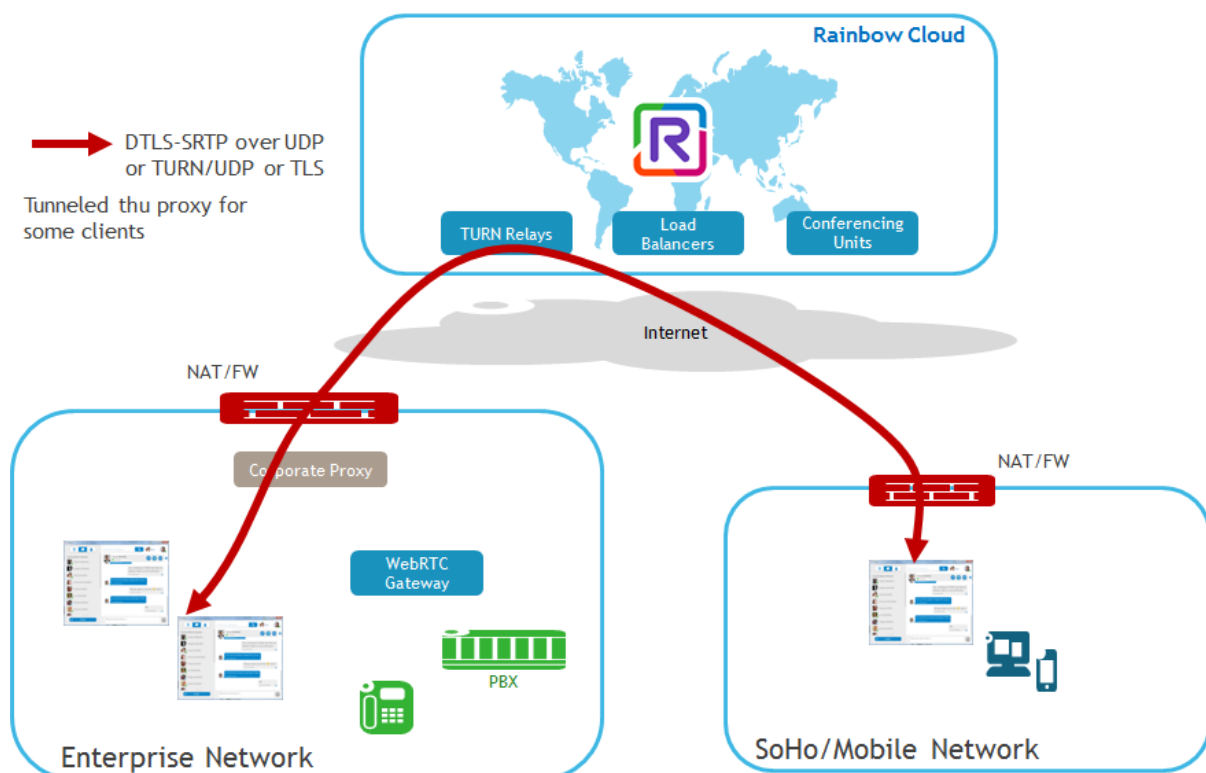 Rainbow Cloud
R
DTLS-SRTP over UDP
or TURN/UDP or TLS
Tunneled thu proxy for
some clients
TURN Relays
Load
Balancers
Conferencing
Units
Internet
NAT/FW
Corporate Proxy
NAT/FW
WebRTC
Gateway
PBX
Enterprise Network
SoHo/Mobile Network